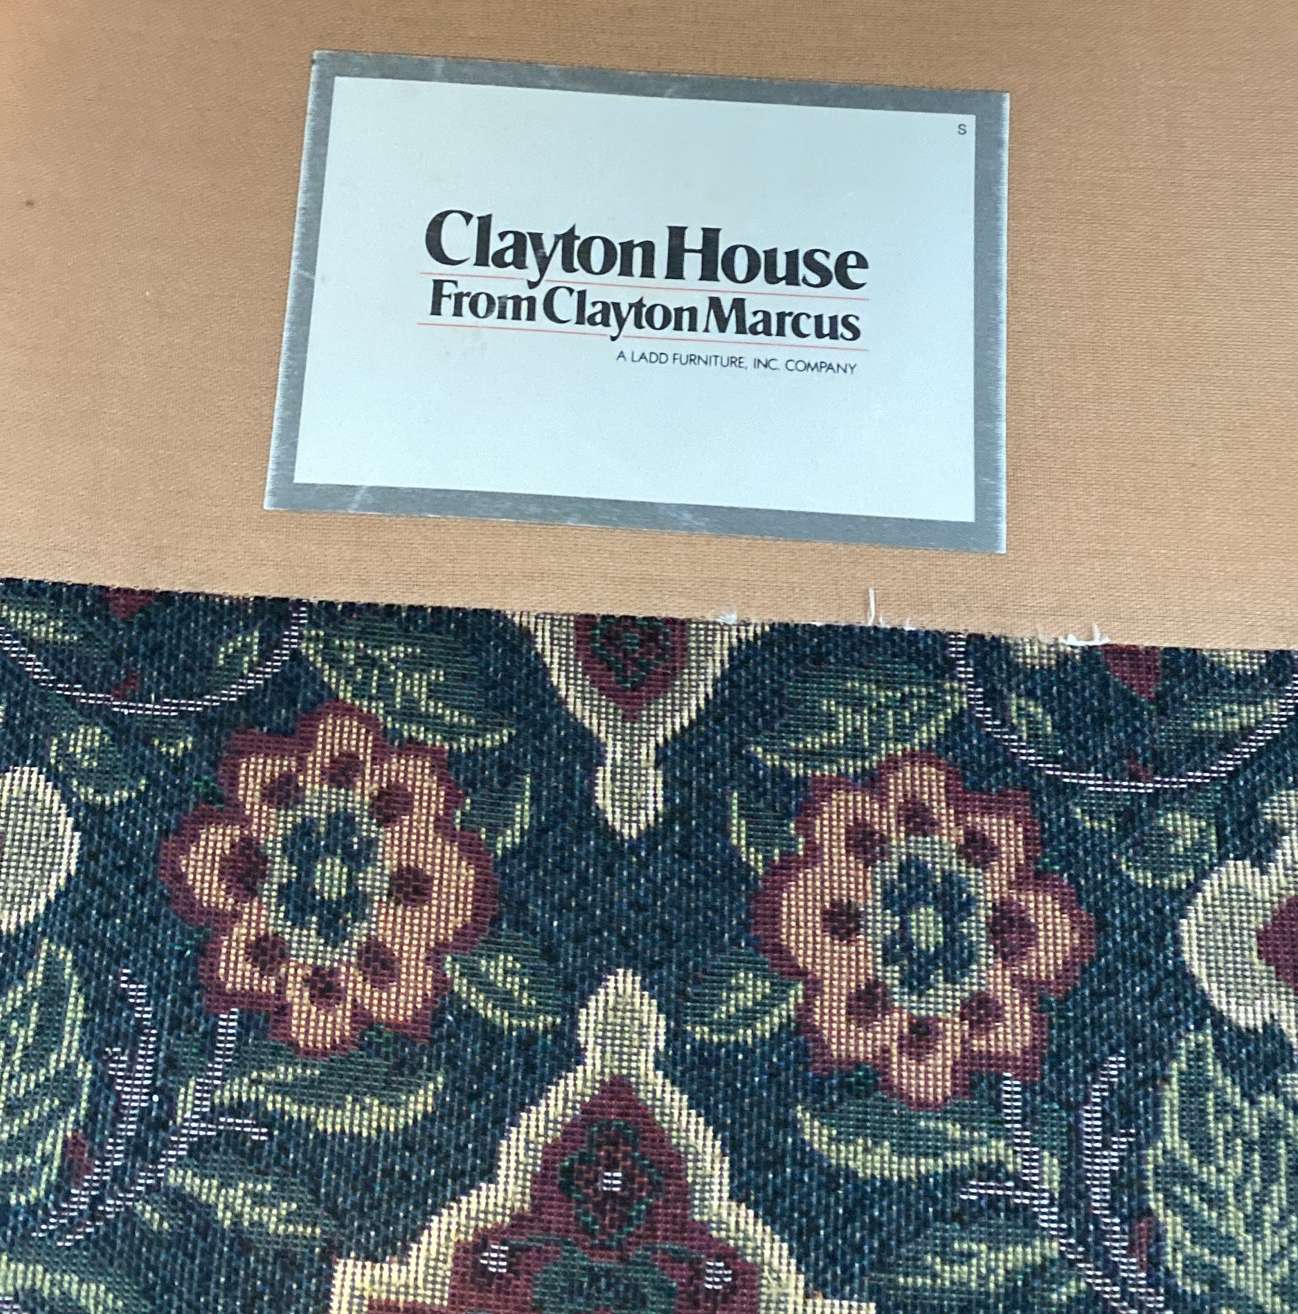 S
Clayton House
From Clayton Marcus
A LADD FURNITURE, INC. COMPANY